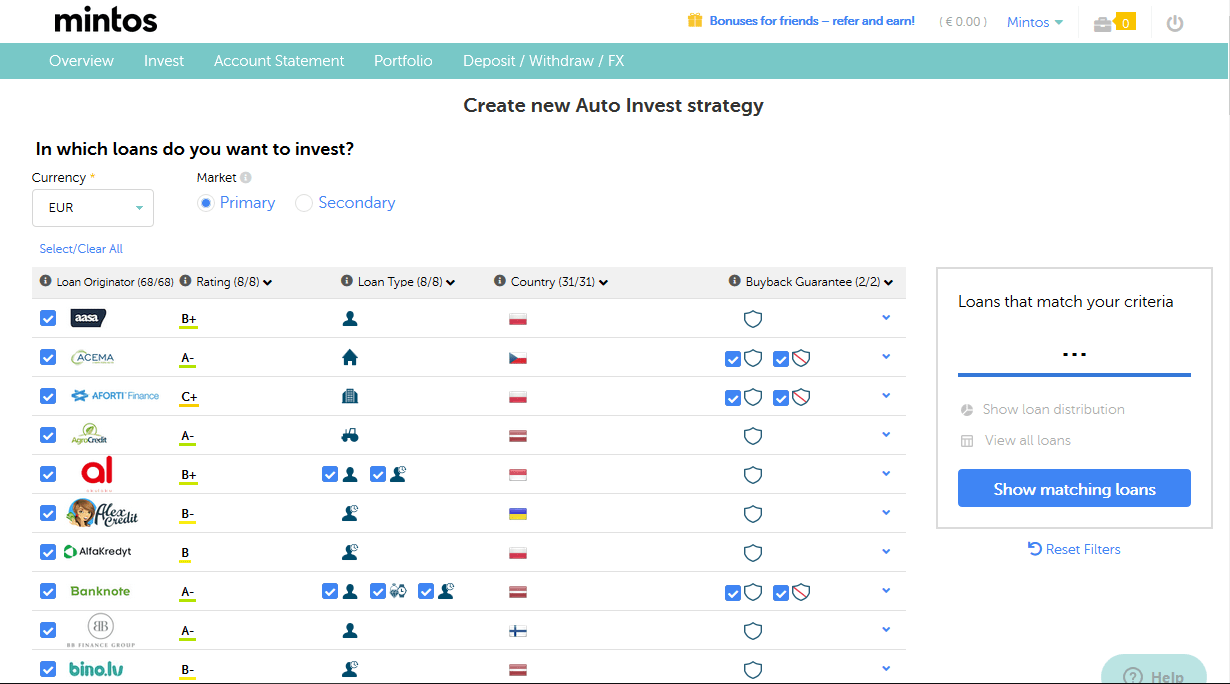 mintos
Bonuses for friends – refer and earn!
( € 0.00 )
Mintos
0
Overview
Invest
Account Statement
Portfolio
Deposit / Withdraw / FX
Create new Auto Invest strategy
In which loans do you want to invest?
Currency *
Market
EUR
Primary
Secondary
Select/Clear All
Loan Originator (68/68)
Rating (8/8)
Loan Type (8/8)
Country (31/31)
Buyback Guarantee (2/2)
aasa
B+
ACEMA
A-
AFORTI Finance
C+
AgroCredit
A-
al
B+
Alex Credit
B-
AlfaKredyt
B
Banknote
A-
BB
BB FINANCE GROUP
A-
bino.lv
B-
Loans that match your criteria
...
Show loan distribution
View all loans
Show matching loans
Reset Filters
? Help